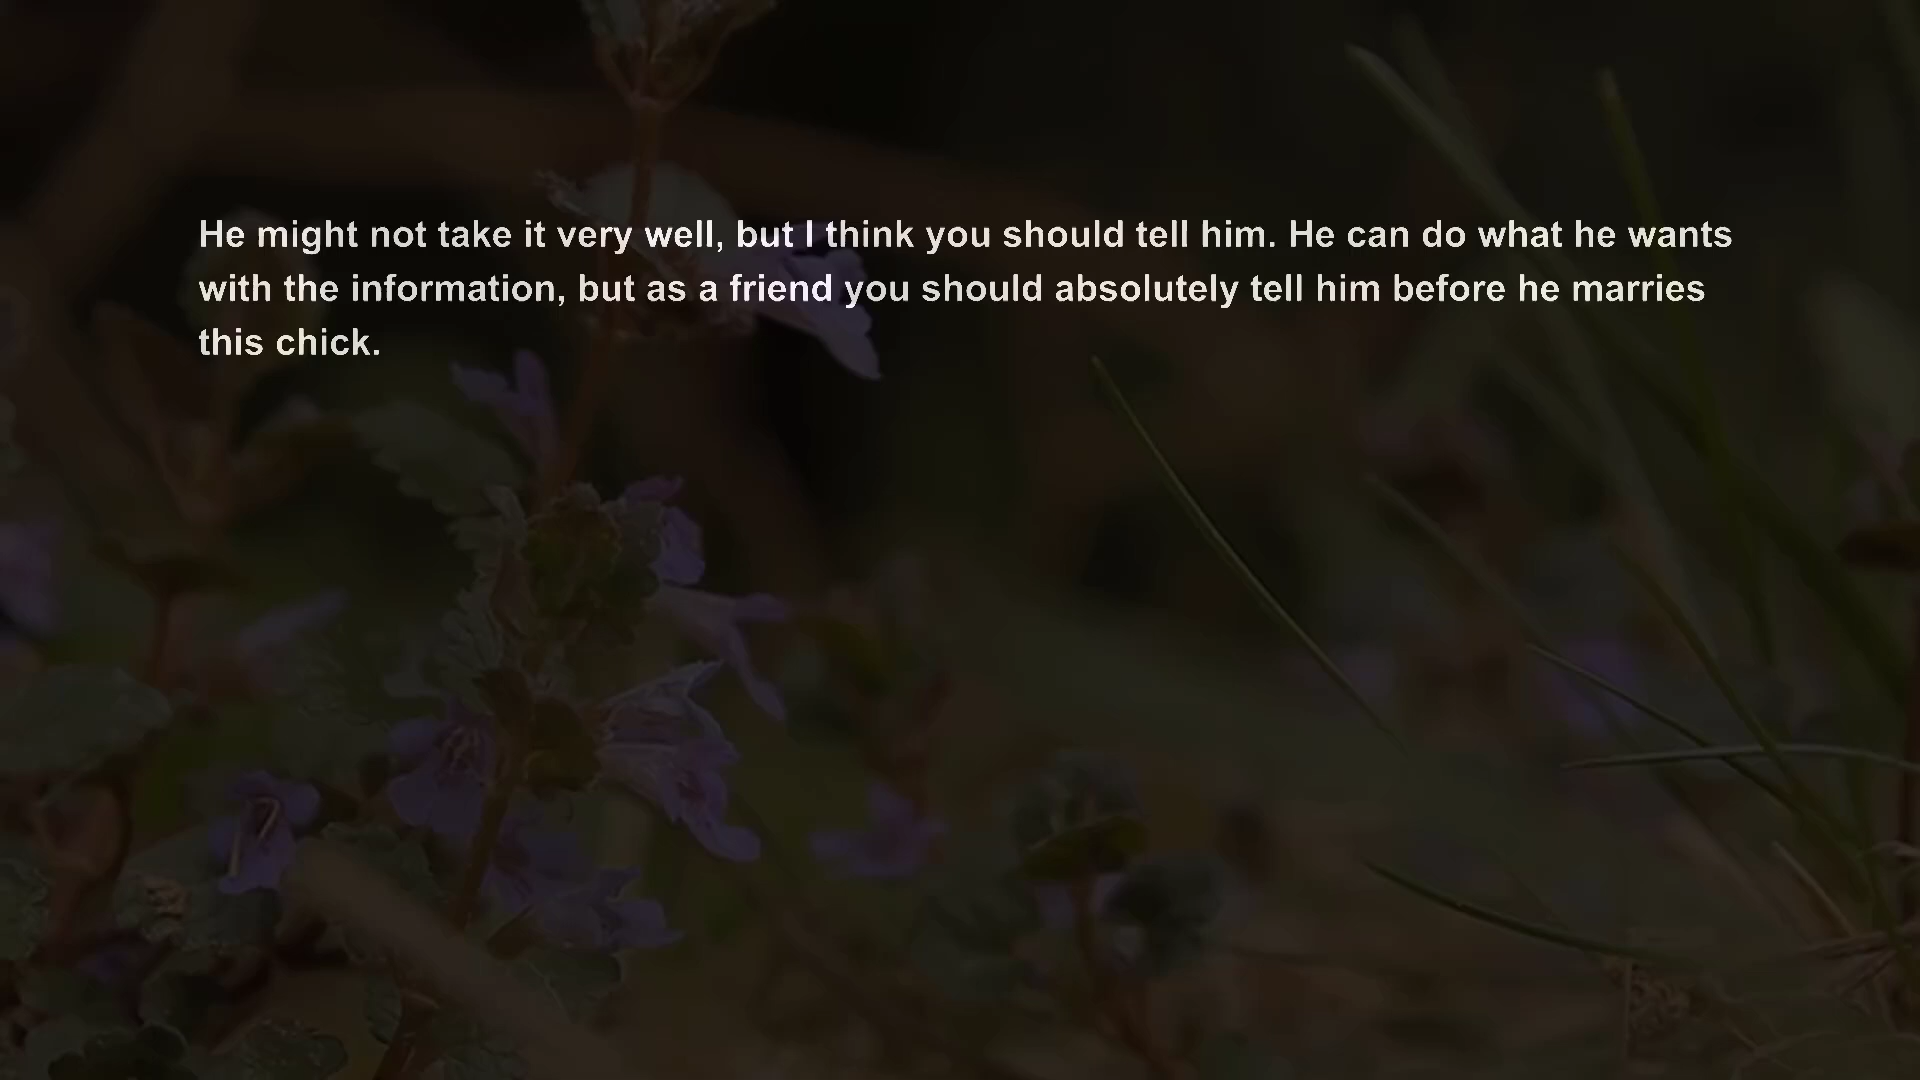 He might not take it very well, but I think you should tell him. He can do what he wants
with the information, but as a friend you should absolutely tell him before he marries
this chick.